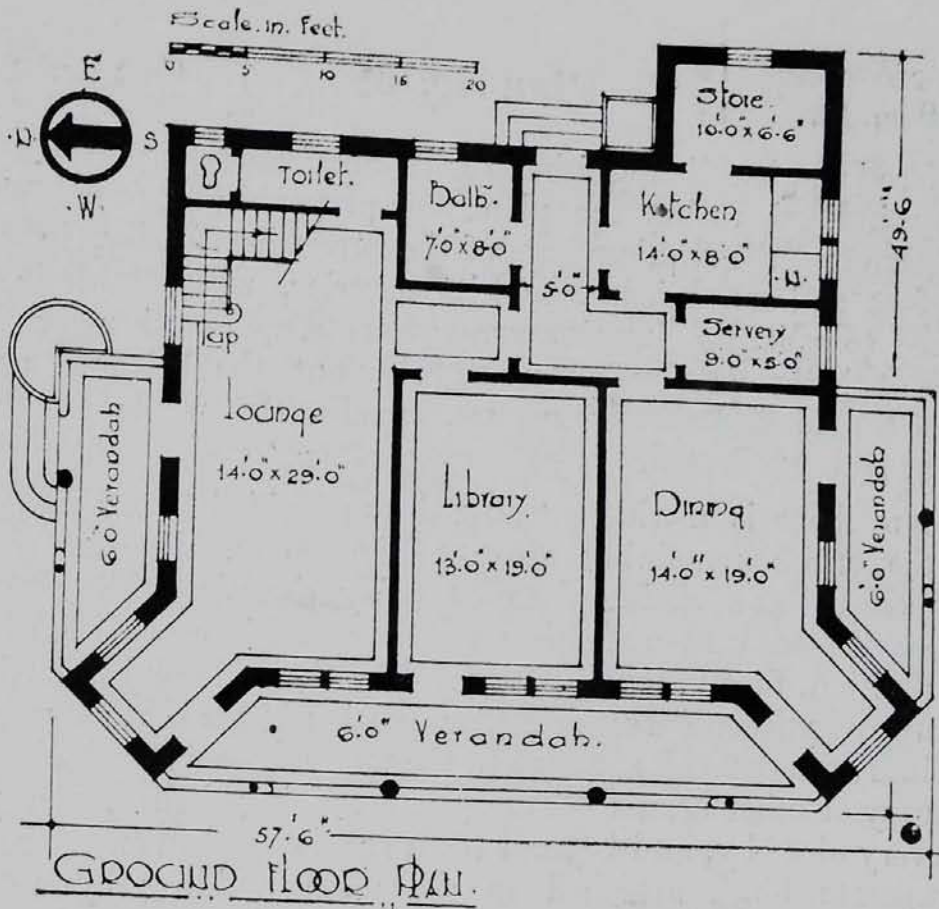 Scale. in. Feet.
0 5 10 15 20
E
N
S
W
Store.
10'.0" x 6'.6"
Toilet.
Bath.
7'.0" x 8'.0"
Kitchen
14'.0" x 8'.0"
5'.0"
49'.6"
N.
Servery
9'.0" x 5'.0"
up
Lounge
14'.0" x 29'.0"
6'.0" Verandah
Library.
13'.0" x 19'.0"
Dining
14'.0" x 19'.0"
6'.0" Verandah
6'.0" Verandah.
57'.6"
GROUND FLOOR PLAN.